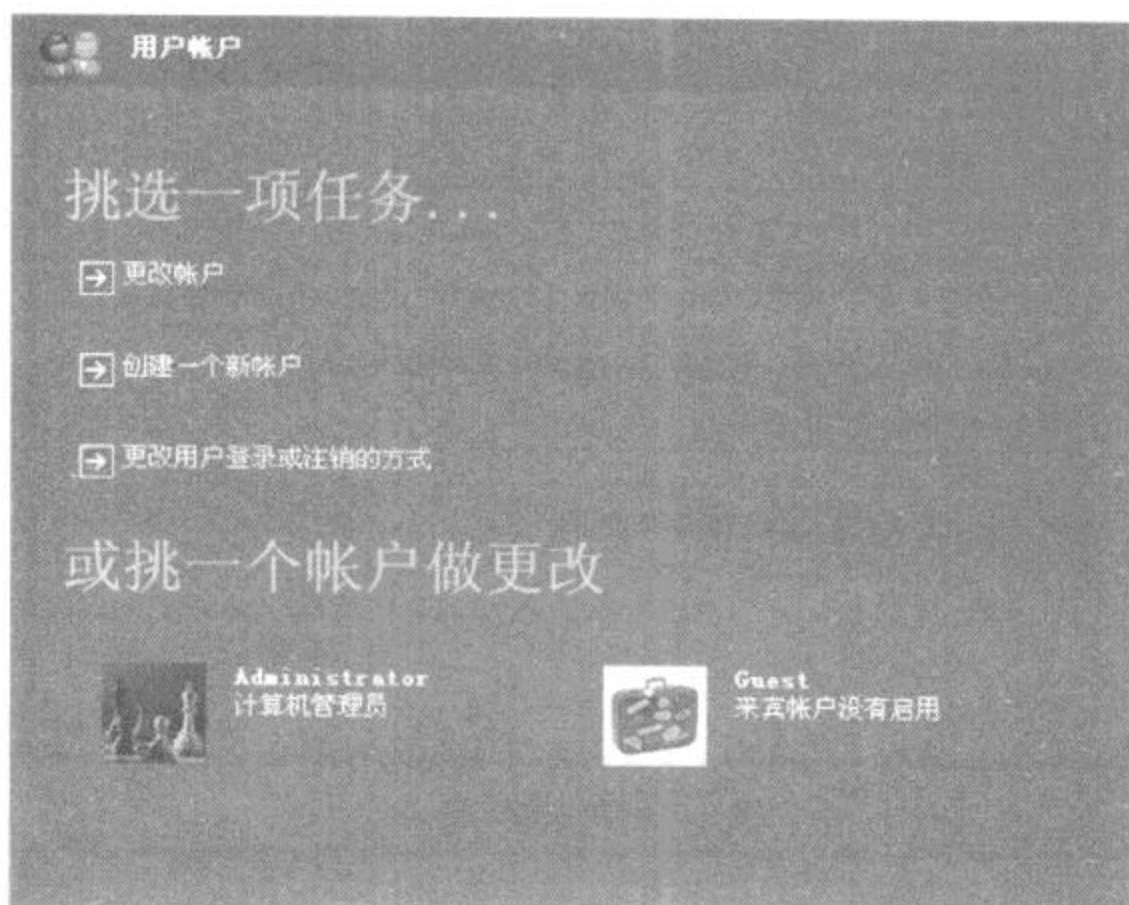 用户帐户
挑选一项任务...
更改帐户
创建一个新帐户
更改用户登录或注销的方式
或挑一个帐户做更改
Administrator
计算机管理员
Guest
来宾帐户没有启用